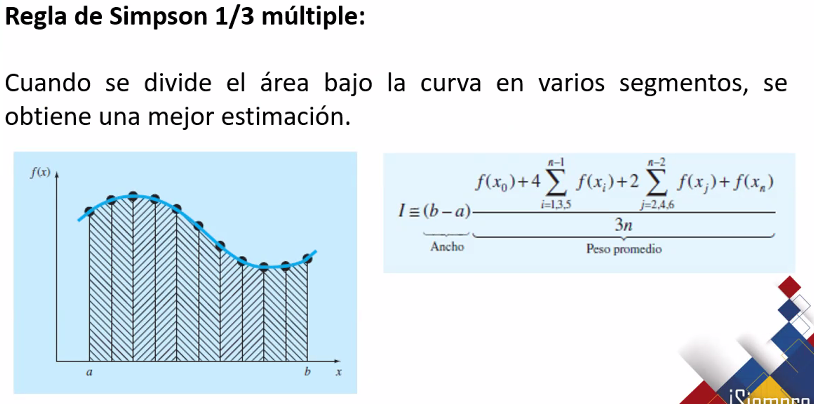 Regla de Simpson 1/3 múltiple:
Cuando se divide el área bajo la curva en varios segmentos, se
obtiene una mejor estimación.
f(x)
a
b
x
I ≅ (b – a) (f(x₀) + 4 ∑_{i=1,3,5}^{n–1} f(xᵢ) + 2 ∑_{j=2,4,6}^{n–2} f(xⱼ) + f(xₙ)) / 3n
Ancho
Peso promedio